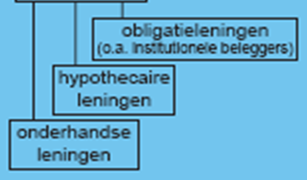 obligatieleningen
(o.a. institutionele beleggers)
hypothecaire
leningen
onderhandse
leningen